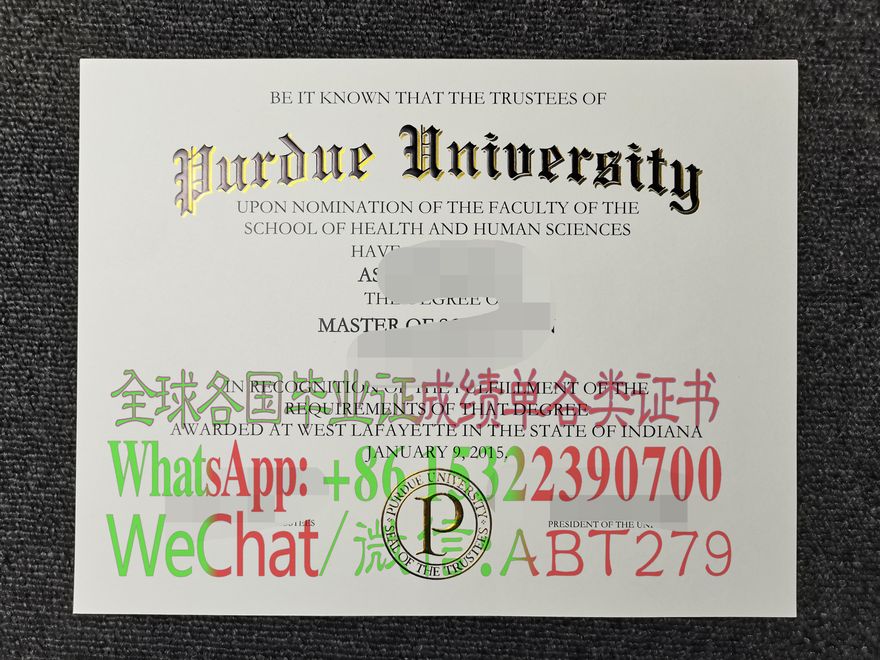 BE IT KNOWN THAT THE TRUSTEES OF
Purdue University
UPON NOMINATION OF THE FACULTY OF THE
SCHOOL OF HEALTH AND HUMAN SCIENCES
HAVE
AS
THE DEGREE O
MASTER OF
全球各国毕业证成绩单各类证书
IN RECOGNITION OF THE FULFILLMENT OF THE
REQUIREMENTS OF THAT DEGREE
AWARDED AT WEST LAFAYETTE IN THE STATE OF INDIANA
JANUARY 9, 2015.
WhatsApp: +86 15322390700
PURDUE UNIVERSITY
P
SEAL OF THE TRUSTEES
PRESIDENT OF THE UNI
WeChat/微信:ABT279